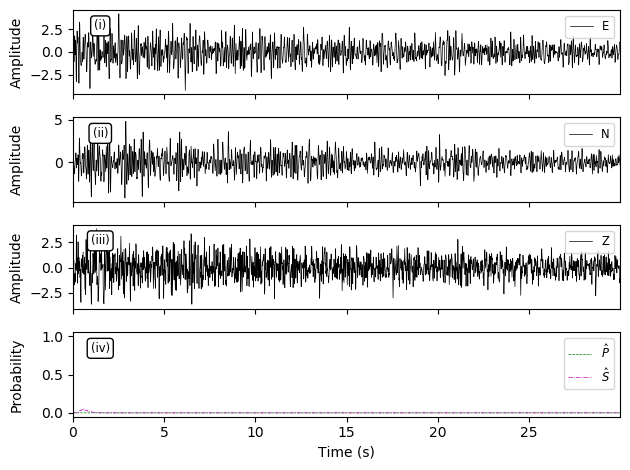 (i)
E
Amplitude
2.5
0.0
−2.5
(ii)
N
Amplitude
5
0
(iii)
Z
Amplitude
2.5
0.0
−2.5
(iv)
P̂
Ŝ
Probability
1.0
0.5
0.0
0 5 10 15 20 25
Time (s)